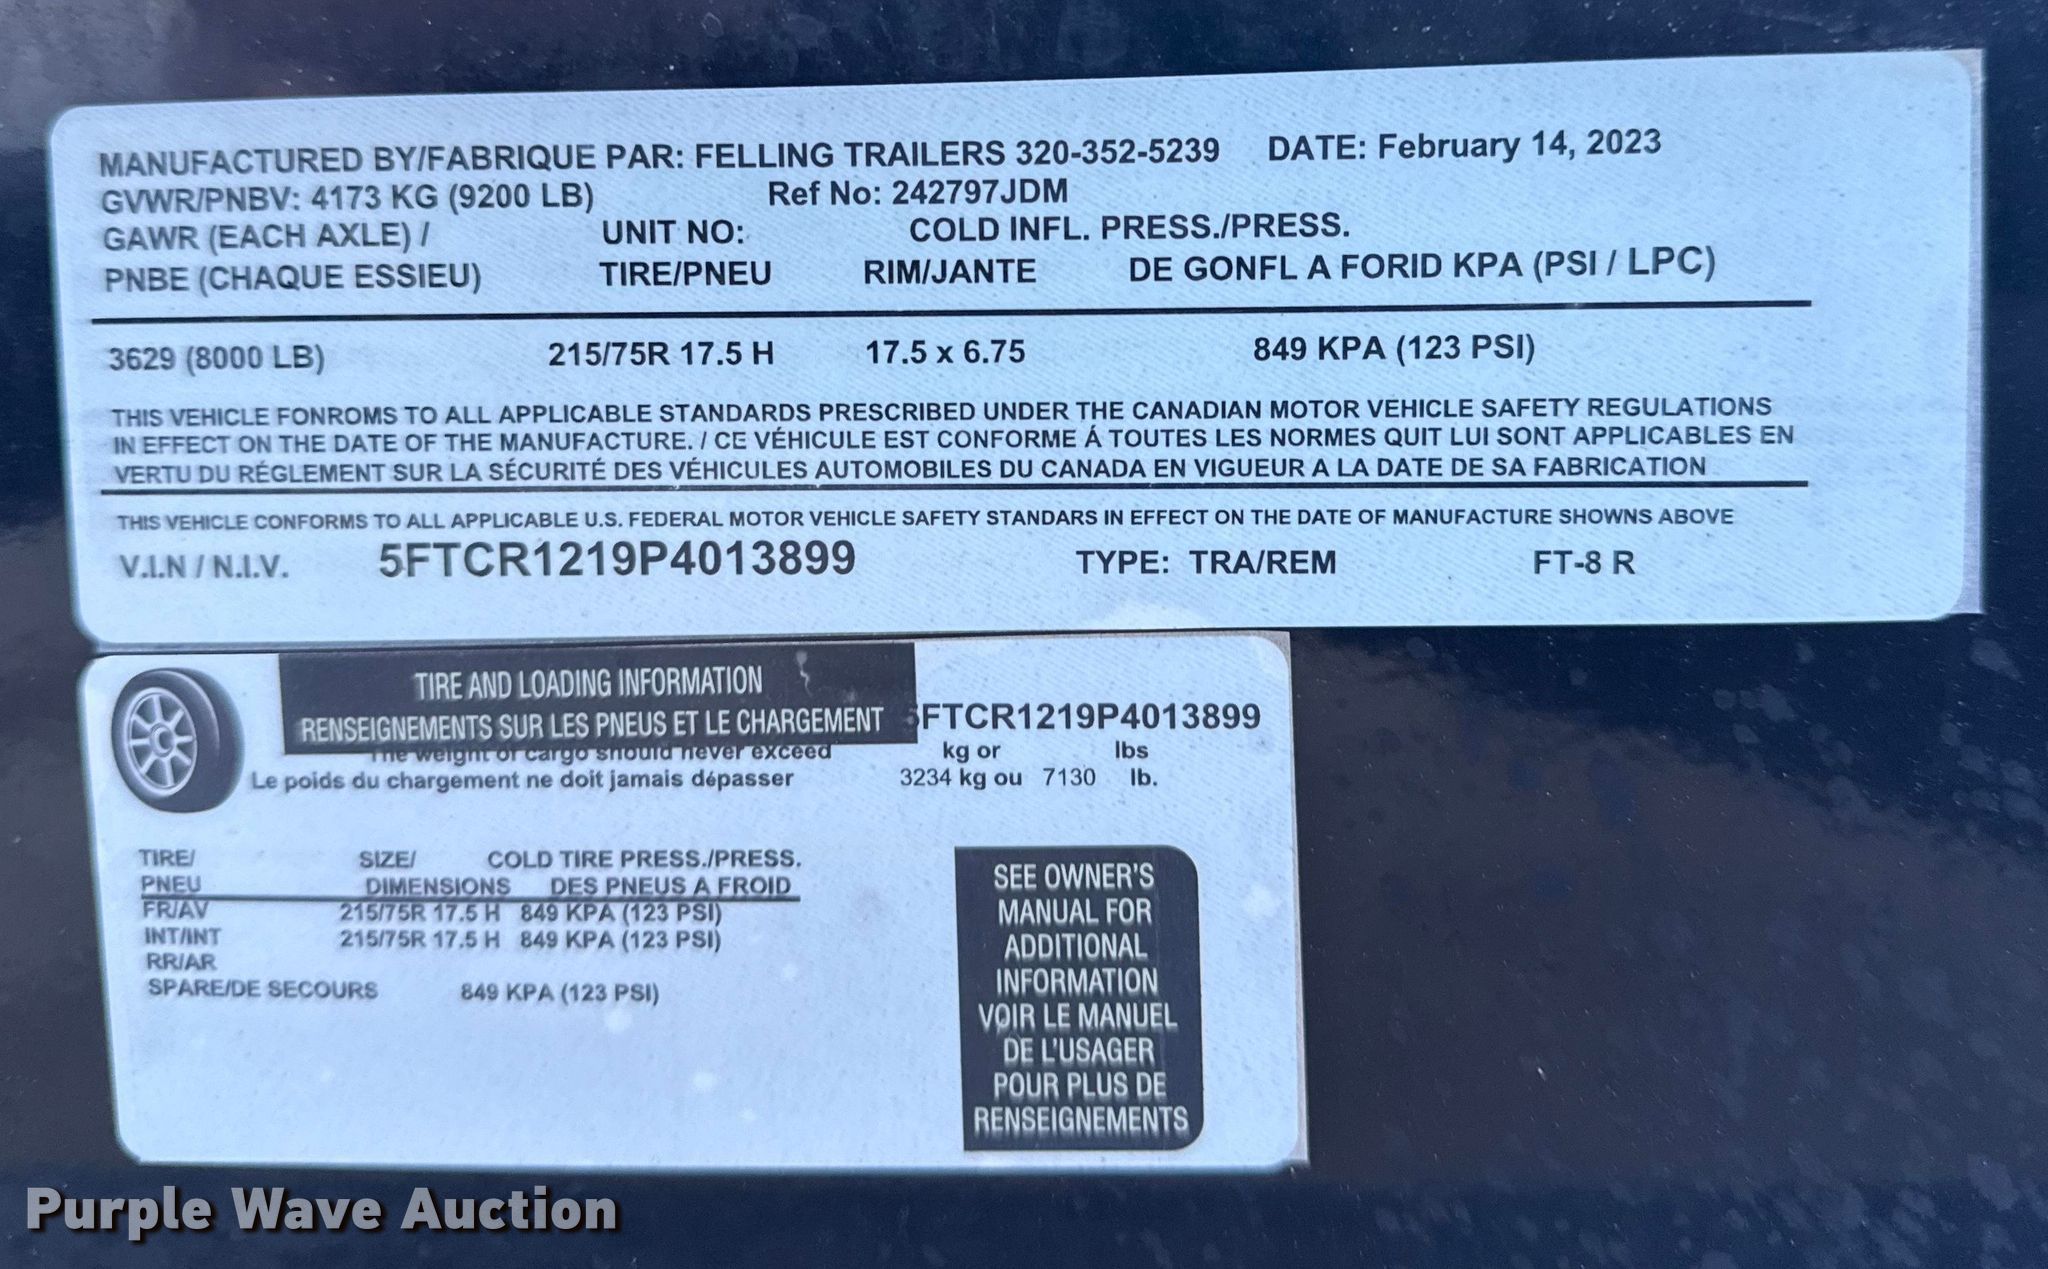 MANUFACTURED BY/FABRIQUE PAR: FELLING TRAILERS 320-352-5239 DATE: February 14, 2023
GVWR/PNBV: 4173 KG (9200 LB) Ref No: 242797JDM
GAWR (EACH AXLE) / UNIT NO: COLD INFL. PRESS./PRESS.
PNBE (CHAQUE ESSIEU) TIRE/PNEU RIM/JANTE DE GONFL A FORID KPA (PSI / LPC)
3629 (8000 LB) 215/75R 17.5 H 17.5 x 6.75 849 KPA (123 PSI)
THIS VEHICLE FONROMS TO ALL APPLICABLE STANDARDS PRESCRIBED UNDER THE CANADIAN MOTOR VEHICLE SAFETY REGULATIONS
IN EFFECT ON THE DATE OF THE MANUFACTURE. / CE VÉHICULE EST CONFORME Á TOUTES LES NORMES QUIT LUI SONT APPLICABLES EN
VERTU DU RÉGLEMENT SUR LA SÉCURITÉ DES VÉHICULES AUTOMOBILES DU CANADA EN VIGUEUR A LA DATE DE SA FABRICATION
THIS VEHICLE CONFORMS TO ALL APPLICABLE U.S. FEDERAL MOTOR VEHICLE SAFETY STANDARS IN EFFECT ON THE DATE OF MANUFACTURE SHOWNS ABOVE
V.I.N / N.I.V. 5FTCR1219P4013899 TYPE: TRA/REM FT-8 R
TIRE AND LOADING INFORMATION
RENSEIGNEMENTS SUR LES PNEUS ET LE CHARGEMENT 5FTCR1219P4013899
The weight of cargo should never exceed kg or lbs
Le poids du chargement ne doit jamais dépasser 3234 kg ou 7130 lb.
TIRE/ SIZE/ COLD TIRE PRESS./PRESS.
PNEU DIMENSIONS DES PNEUS A FROID
FR/AV 215/75R 17.5 H 849 KPA (123 PSI)
INT/INT 215/75R 17.5 H 849 KPA (123 PSI)
RR/AR
SPARE/DE SECOURS 849 KPA (123 PSI)
SEE OWNER'S
MANUAL FOR
ADDITIONAL
INFORMATION
VOIR LE MANUEL
DE L'USAGER
POUR PLUS DE
RENSEIGNEMENTS
Purple Wave Auction